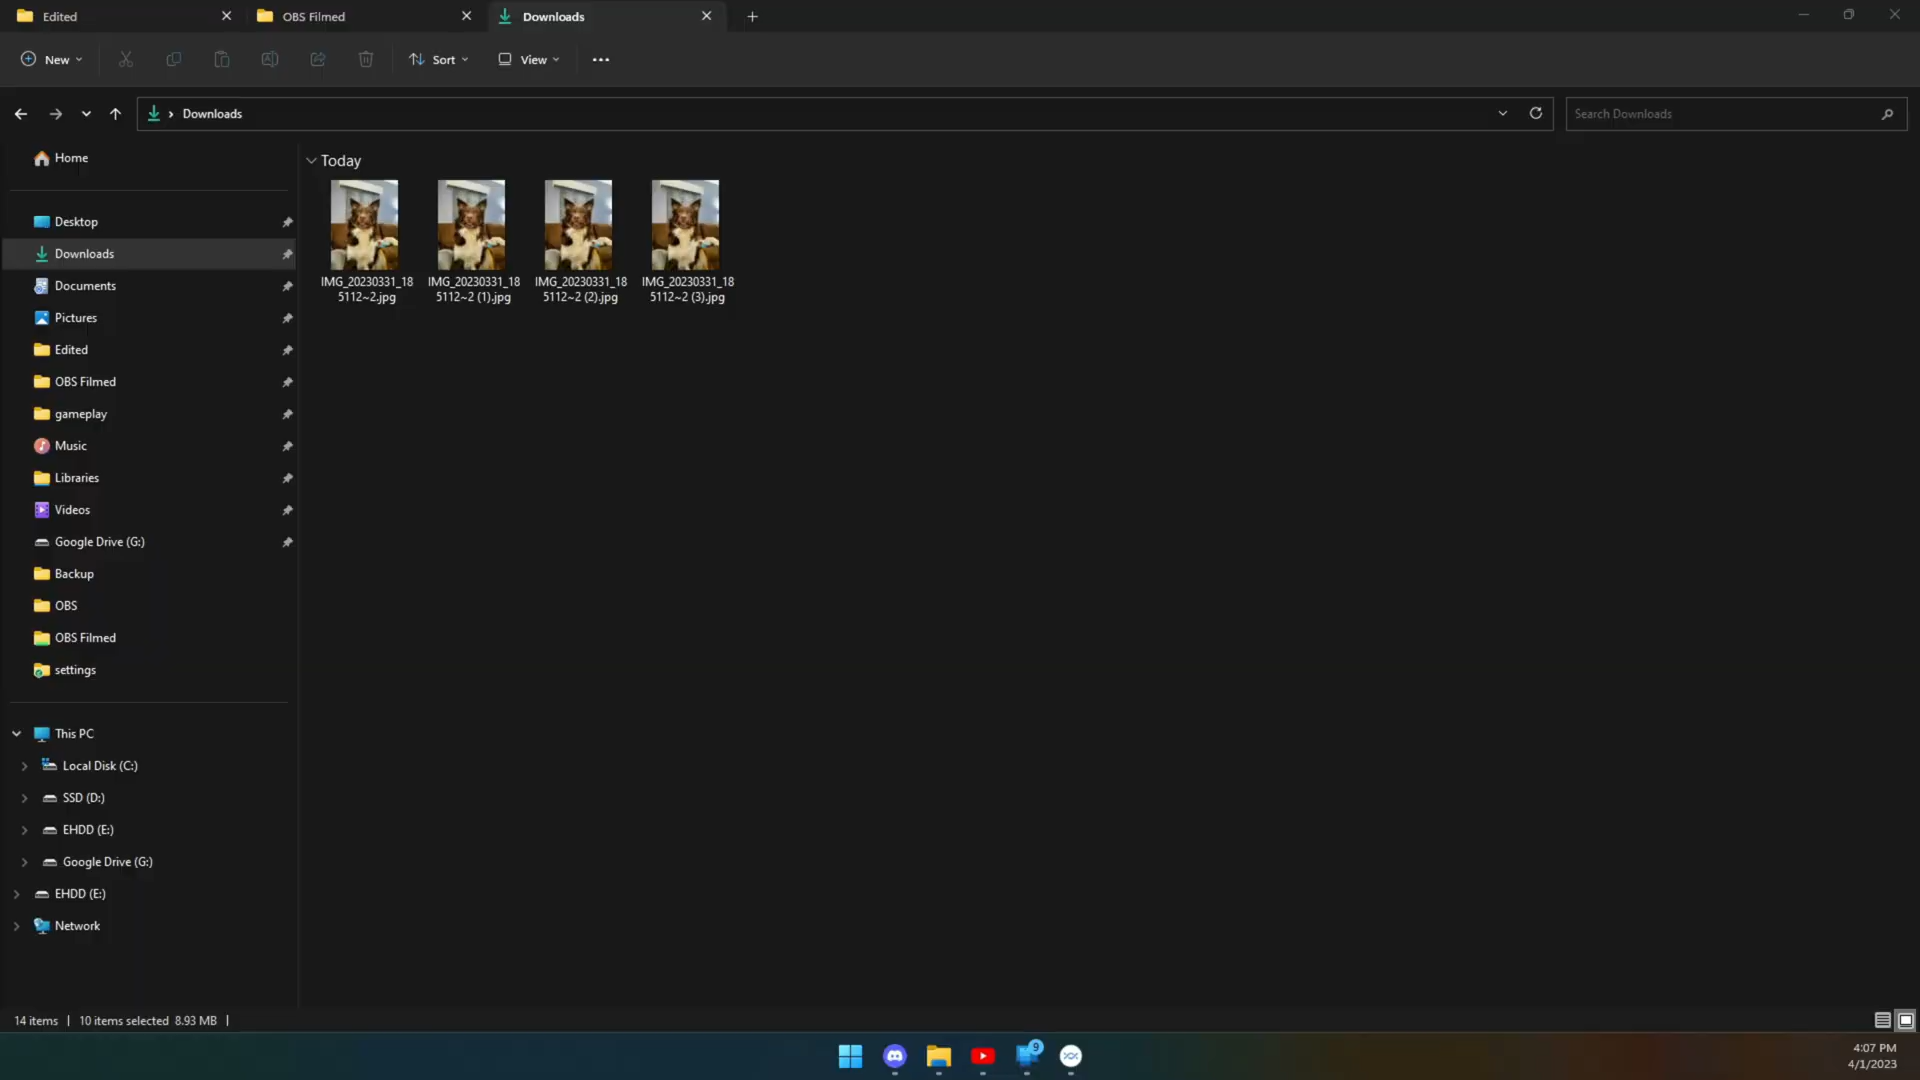 Edited
OBS Filmed
Downloads
New
Sort
View
Downloads
Search Downloads
Home
Desktop
Downloads
Documents
Pictures
Edited
OBS Filmed
gameplay
Music
Libraries
Videos
Google Drive (G:)
Backup
OBS
OBS Filmed
settings
This PC
Local Disk (C:)
SSD (D:)
EHDD (E:)
Google Drive (G:)
EHDD (E:)
Network
Today
IMG_20230331_18
5112~2.jpg
IMG_20230331_18
5112~2 (1).jpg
IMG_20230331_18
5112~2 (2).jpg
IMG_20230331_18
5112~2 (3).jpg
14 items | 10 items selected 8.93 MB |
9
4:07 PM
4/1/2023